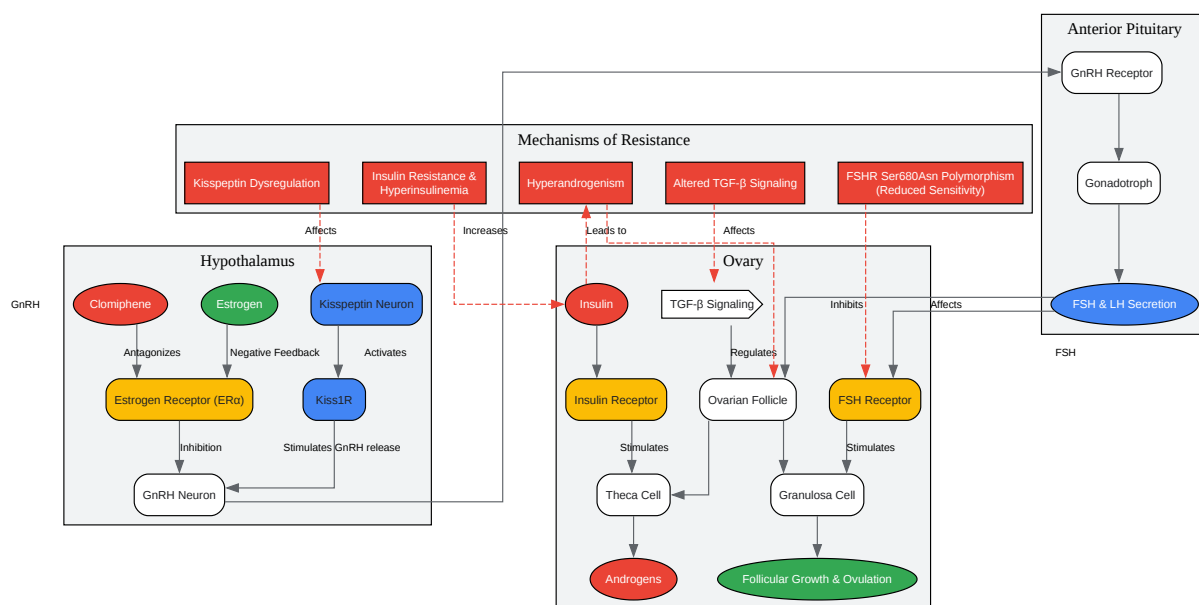 Anterior Pituitary
GnRH Receptor
Mechanisms of Resistance
Kisspeptin Dysregulation
Insulin Resistance &
Hyperinsulinemia
Hyperandrogenism
Altered TGF-β Signaling
FSHR Ser680Asn Polymorphism
(Reduced Sensitivity)
Gonadotroph
Affects
Increases
Leads to
Affects
Hypothalamus
Ovary
GnRH
Clomiphene
Estrogen
Kisspeptin Neuron
Insulin
TGF-β Signaling
Inhibits
Affects
FSH & LH Secretion
Antagonizes
Negative Feedback
Activates
Regulates
FSH
Estrogen Receptor (ERα)
Kiss1R
Insulin Receptor
Ovarian Follicle
FSH Receptor
Inhibition
Stimulates GnRH release
Stimulates
Stimulates
GnRH Neuron
Theca Cell
Granulosa Cell
Androgens
Follicular Growth & Ovulation